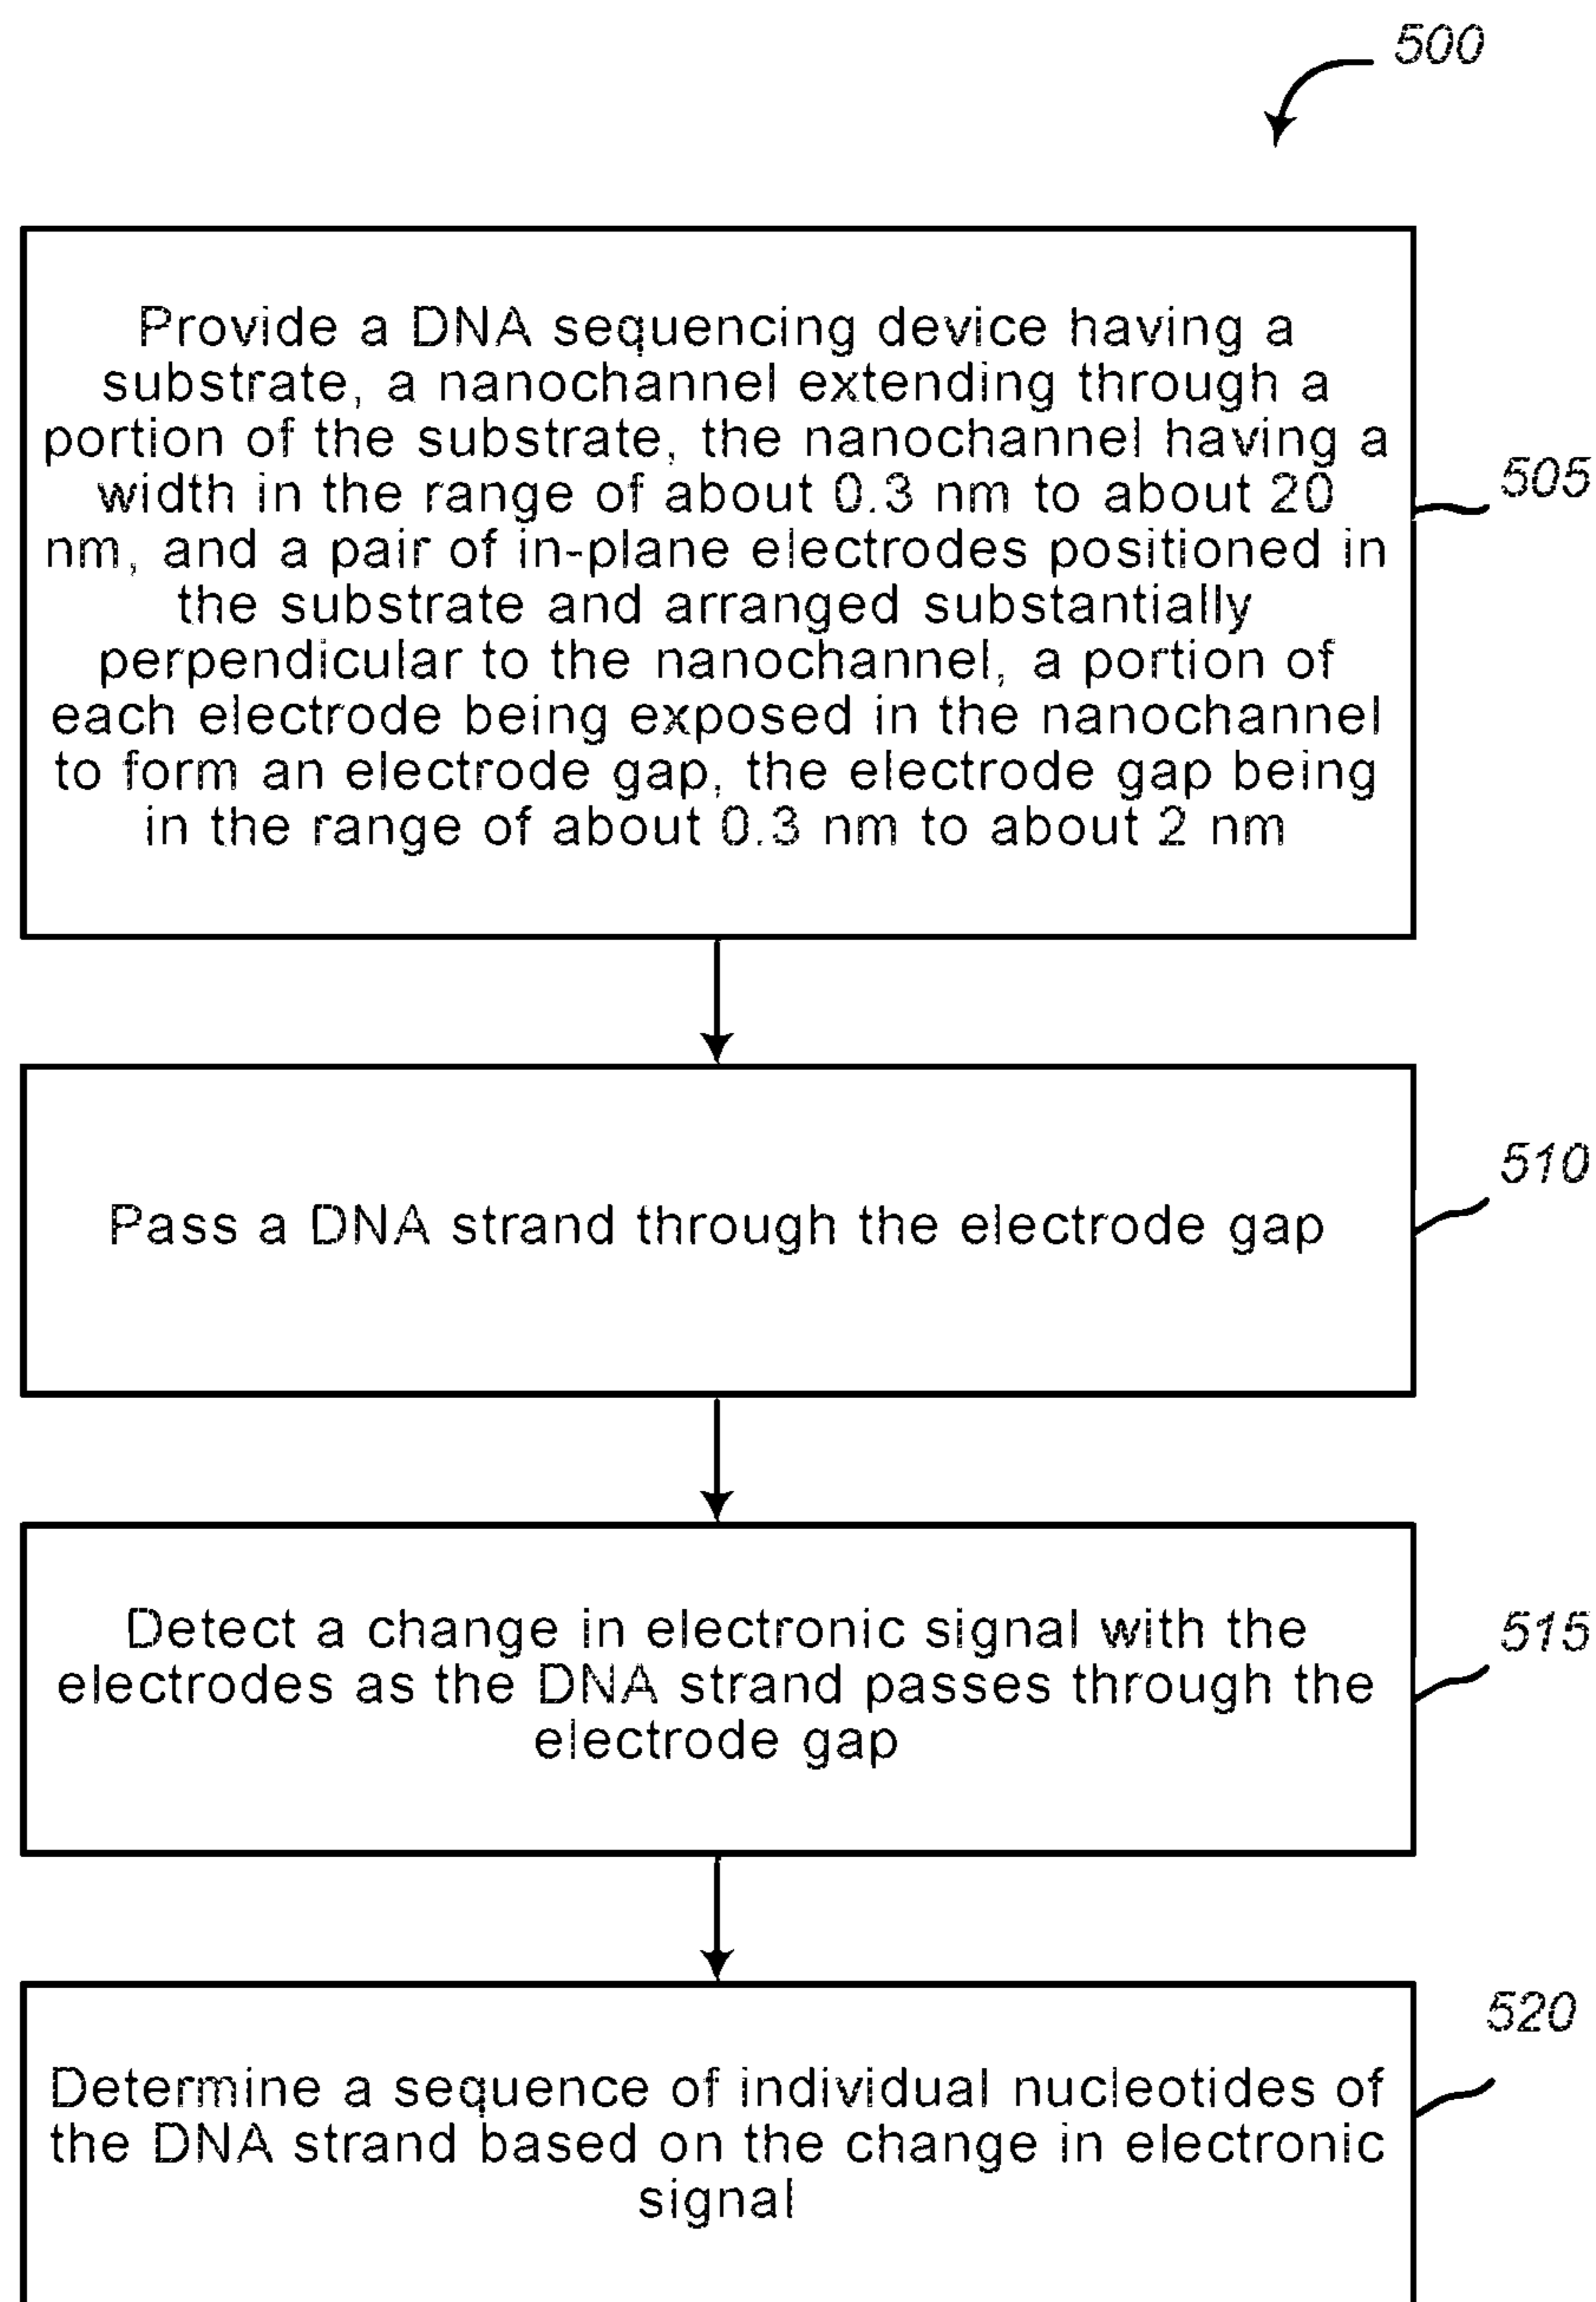 500
Provide a DNA sequencing device having a
substrate, a nanochannel extending through a
portion of the substrate, the nanochannel having a
width in the range of about 0.3 nm to about 20
nm, and a pair of in-plane electrodes positioned in
the substrate and arranged substantially
perpendicular to the nanochannel, a portion of
each electrode being exposed in the nanochannel
to form an electrode gap, the electrode gap being
in the range of about 0.3 nm to about 2 nm
505
Pass a DNA strand through the electrode gap
510
Detect a change in electronic signal with the
electrodes as the DNA strand passes through the
electrode gap
515
Determine a sequence of individual nucleotides of
the DNA strand based on the change in electronic
signal
520